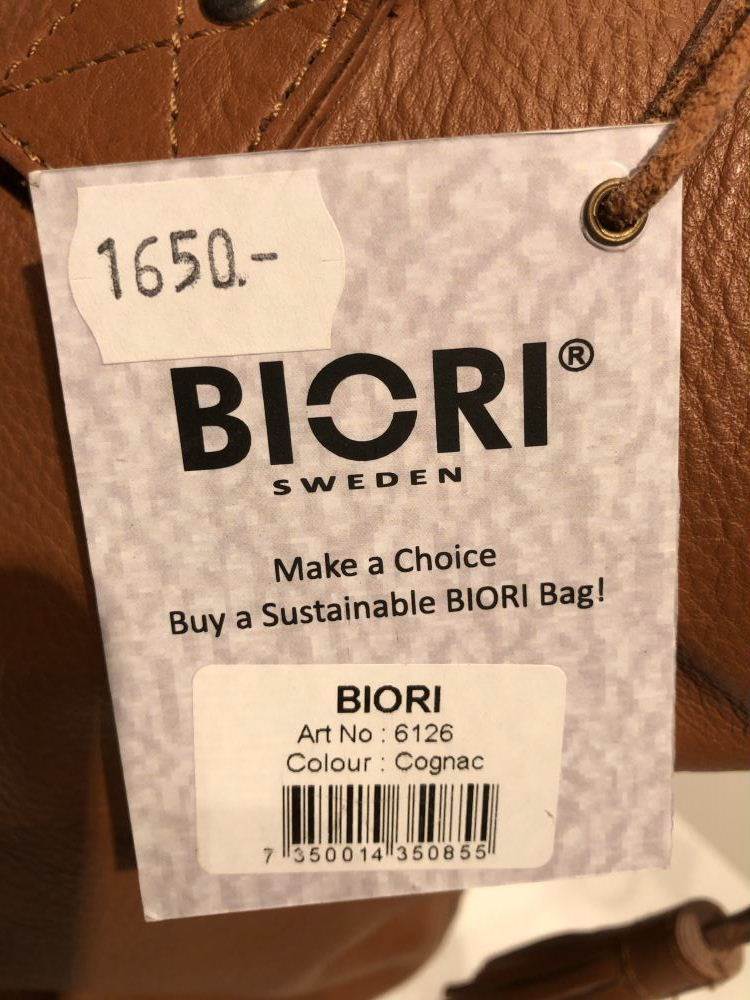 1650.-
BIORI®
SWEDEN
Make a Choice
Buy a Sustainable BIORI Bag!
BIORI
Art No : 6126
Colour : Cognac
7 350014 350855